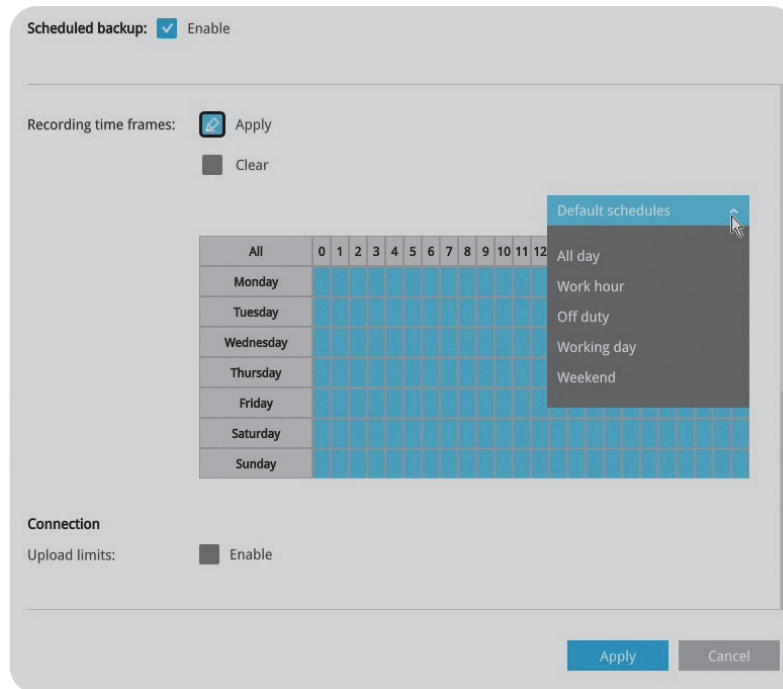 Scheduled backup: Enable
Recording time frames: Apply
Clear
Default schedules
All day
Work hour
Off duty
Working day
Weekend
All 0 1 2 3 4 5 6 7 8 9 10 11 12
Monday
Tuesday
Wednesday
Thursday
Friday
Saturday
Sunday
Connection
Upload limits: Enable
Apply Cancel